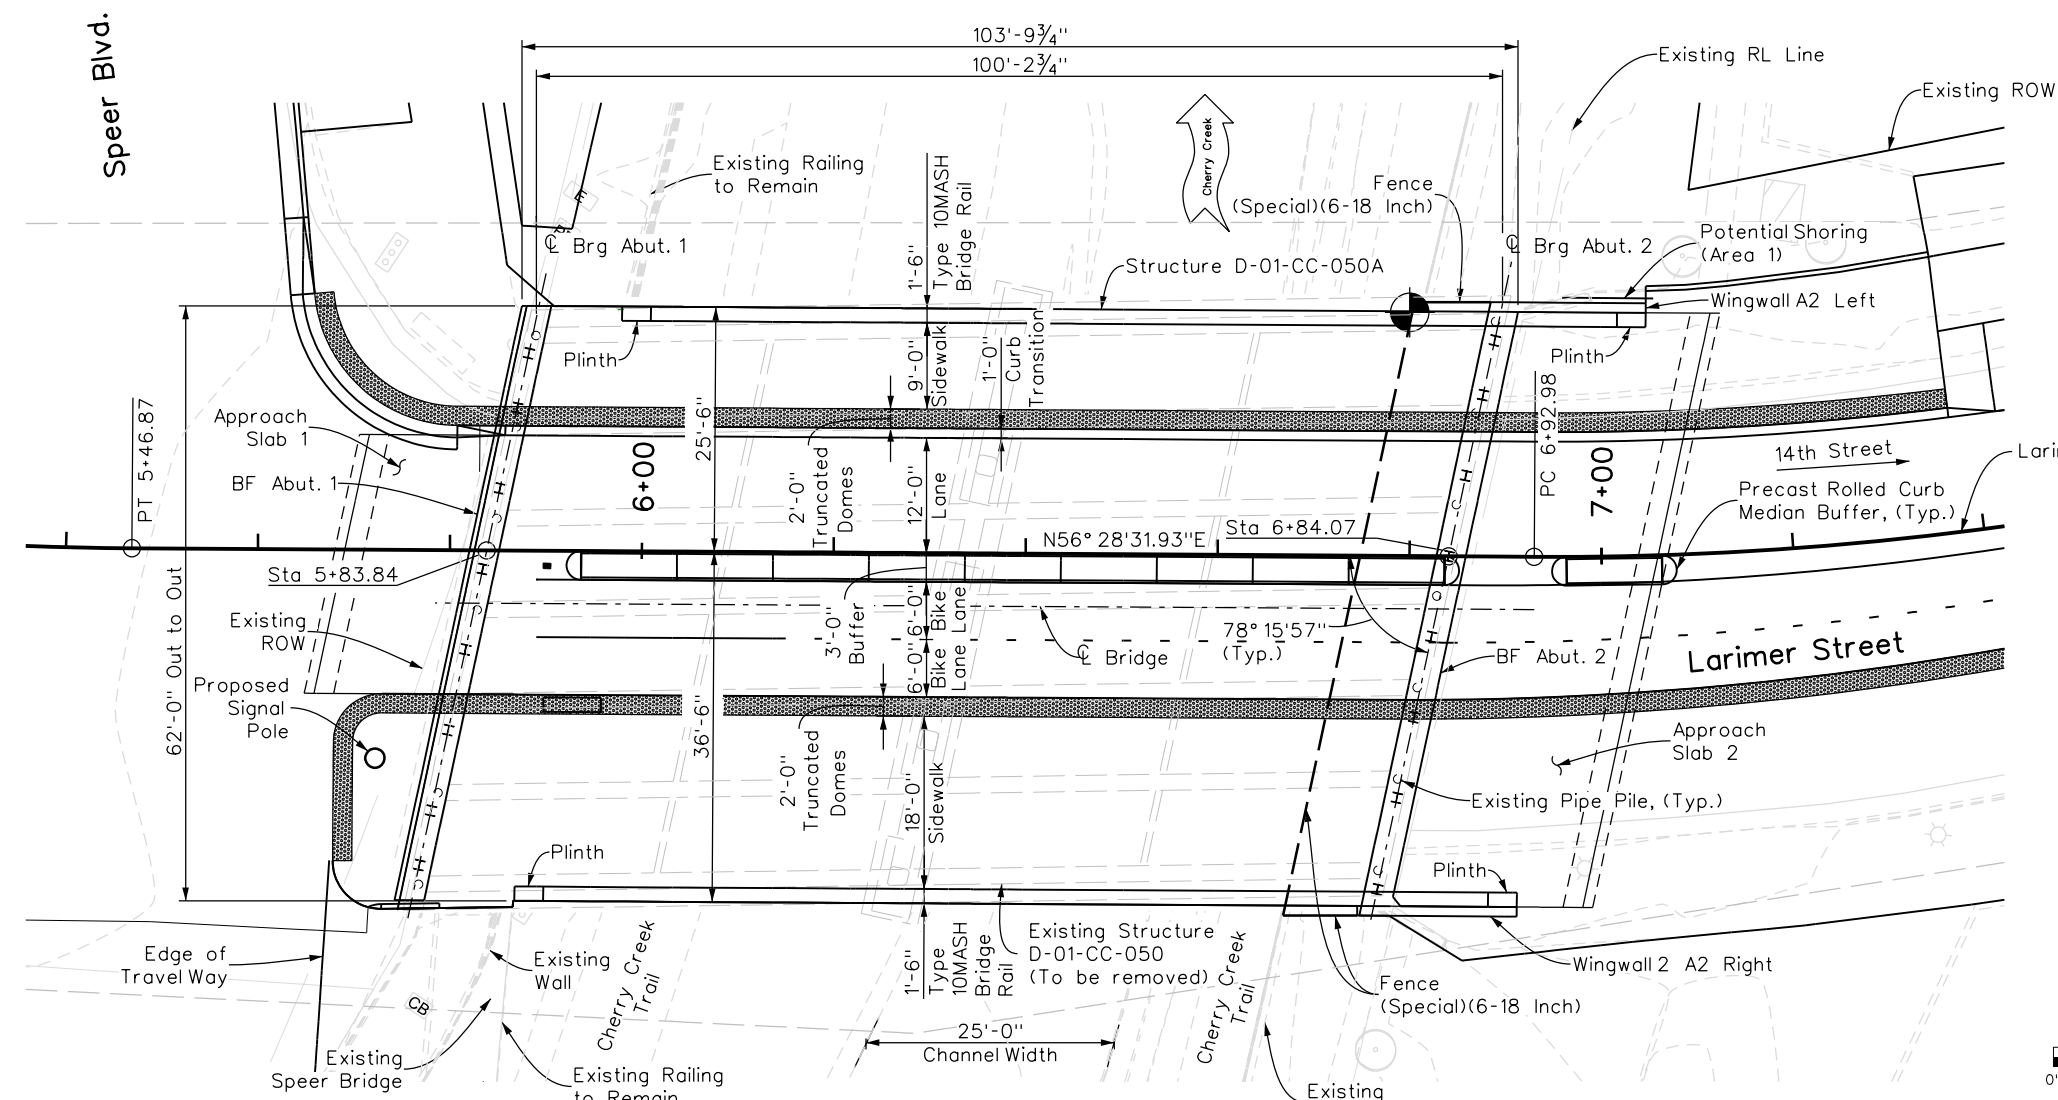 Speer Blvd.
103'-9¾"
100'-2¾"
Existing RL Line
Existing ROW
Cherry Creek
Existing Railing
to Remain
1'-6"
Type 10MASH
Bridge Rail
Fence
(Special)(6-18 Inch)
E
℄ Brg Abut. 1
℄ Brg Abut. 2
Potential Shoring
(Area 1)
Structure D-01-CC-050A
Wingwall A2 Left
Plinth
9'-0"
Sidewalk
1'-0"
Curb
Transition
Plinth
PT 5+46.87
Approach
Slab 1
BF Abut. 1
6+00
25'-6"
2'-0"
Truncated
Domes
12'-0"
Lane
PC 6+92.98
7+00
14th Street
Lari
Precast Rolled Curb
Median Buffer, (Typ.)
N56° 28'31.93"E
Sta 6+84.07
Sta 5+83.84
62'-0" Out to Out
Existing
ROW
3'-0"
Buffer
6'-0"
Bike
Lane
6'-0"
Bike
Lane
℄ Bridge
78° 15'57"
(Typ.)
BF Abut. 2
Larimer Street
Proposed
Signal
Pole
36'-6"
2'-0"
Truncated
Domes
18'-0"
Sidewalk
Approach
Slab 2
Existing Pipe Pile, (Typ.)
Plinth
Plinth
Edge of
Travel Way
Existing
Wall
CB
Cherry Creek
Trail
1'-6"
Type
10MASH
Bridge
Rail
Existing Structure
D-01-CC-050
(To be removed)
Cherry Creek
Trail
Fence
(Special)(6-18 Inch)
Wingwall 2 A2 Right
25'-0"
Channel Width
Existing
Speer Bridge
Existing Railing
to Remain
Existing
0'